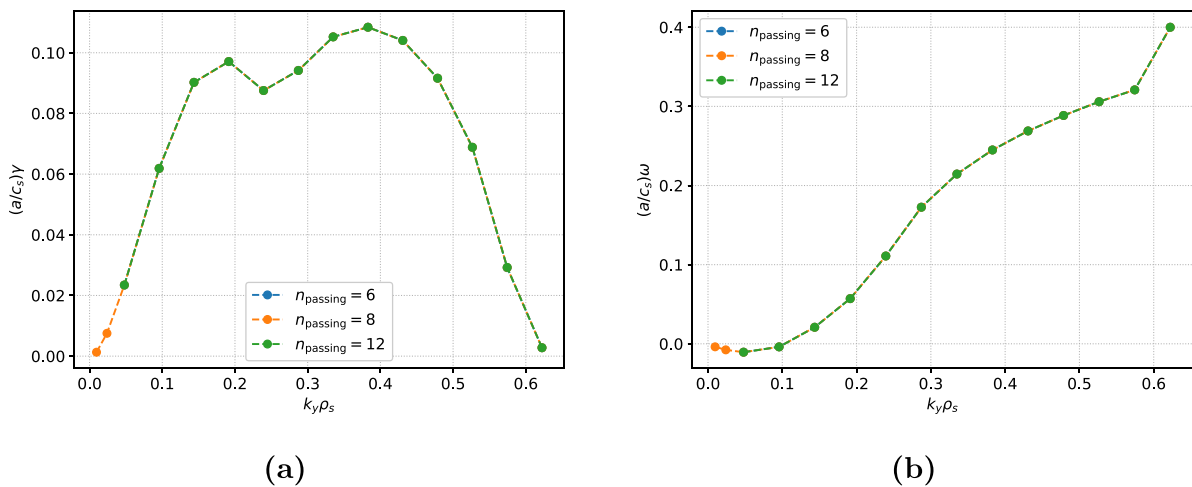 0.10
0.08
0.06
0.04
0.02
0.00
(a/c_s)γ
n_passing = 6
n_passing = 8
n_passing = 12
0.0 0.1 0.2 0.3 0.4 0.5 0.6
k_yρ_s
(a)
0.4
0.3
0.2
0.1
0.0
(a/c_s)ω
n_passing = 6
n_passing = 8
n_passing = 12
0.0 0.1 0.2 0.3 0.4 0.5 0.6
k_yρ_s
(b)